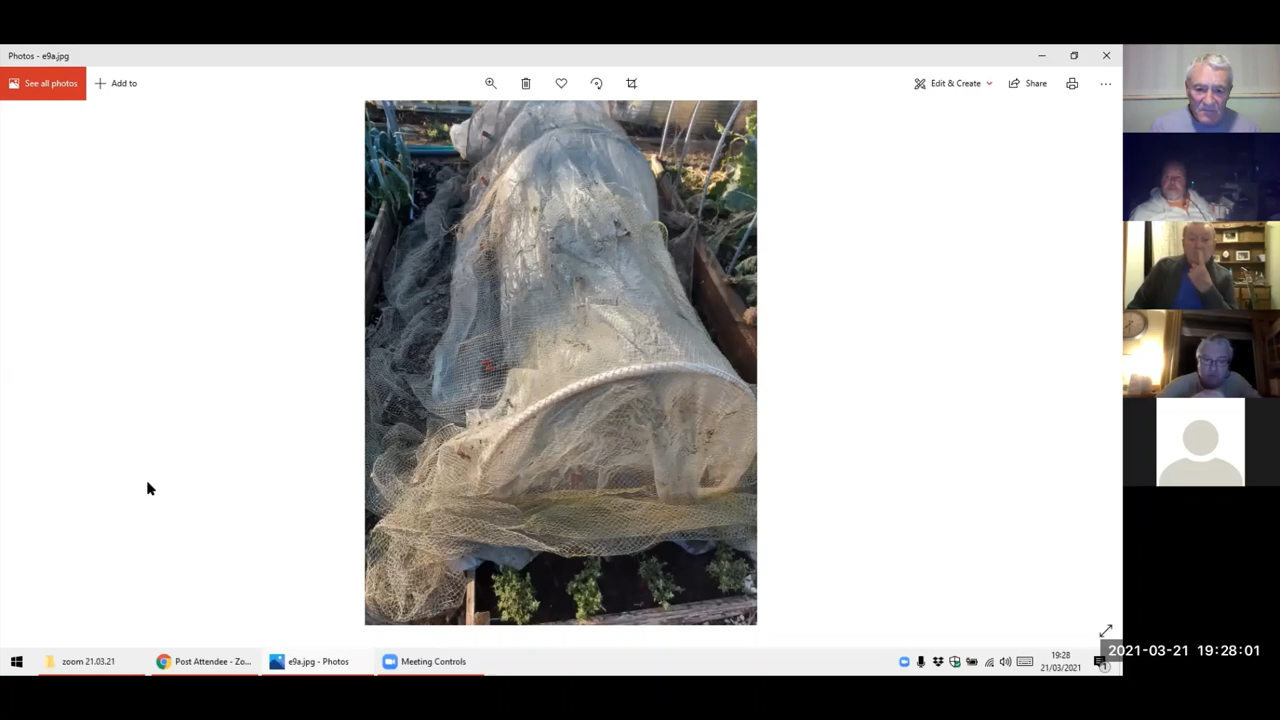 Photos - e9a.jpg
See all photos
Add to
Edit & Create
Share
zoom 21.03.21
Post Attendee - Zo...
e9a.jpg - Photos
Meeting Controls
19:28
21/03/2021
1
2021-03-21 19:28:01